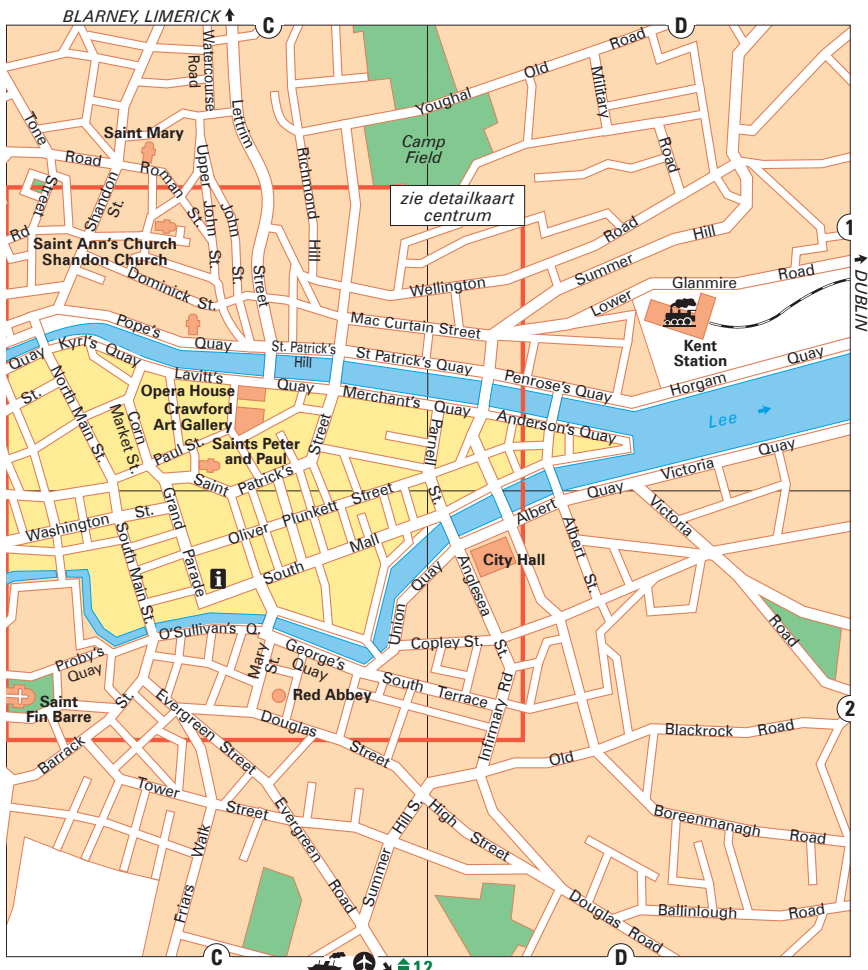 BLARNEY, LIMERICK
C
D
Tone
Street
Watercourse
Road
Lettrim
Street
Saint Mary
Road
Roman St.
Upper John St.
John St.
Richmond
Hill
Youghal Old Road
Military
Road
Camp
Field
zie detailkaart
centrum
1
DUBLIN
Shandon
St.
Rd
Saint Ann's Church
Shandon Church
Dominick St.
Wellington Road
Summer Hill
Lower Glanmire Road
Mac Curtain Street
Kent
Station
Pope's Quay
St. Patrick's
Hill
St Patrick's Quay
Penrose's Quay
Horgam Quay
Quay
Kyrl's Quay
Lavitt's Quay
Merchant's Quay
Anderson's Quay
Lee
St.
North Main St.
Corn
Market St.
Opera House
Crawford
Art Gallery
Paul St.
Saints Peter
and Paul
Saint Patrick's Street
Parnell
St.
Victoria Quay
Victoria
Road
Washington St.
Grand
Parade
Oliver Plunkett Street
South Main St.
South Mall
Albert Quay
Albert St.
City Hall
Anglesea
St.
Union Quay
O'Sullivan's Q.
George's
Quay
Copley St.
Proby's
Quay
Mary
St.
South Terrace
Infirmary Rd
Red Abbey
Saint
Fin Barre
Barrack St.
Evergreen Street
Douglas Street
2
Old Blackrock Road
Tower Street
Evergreen
Road
Summer Hill S.
High
Street
Boreenmanagh Road
Friars Walk
Douglas Road
Ballinlough Road
C
D
12